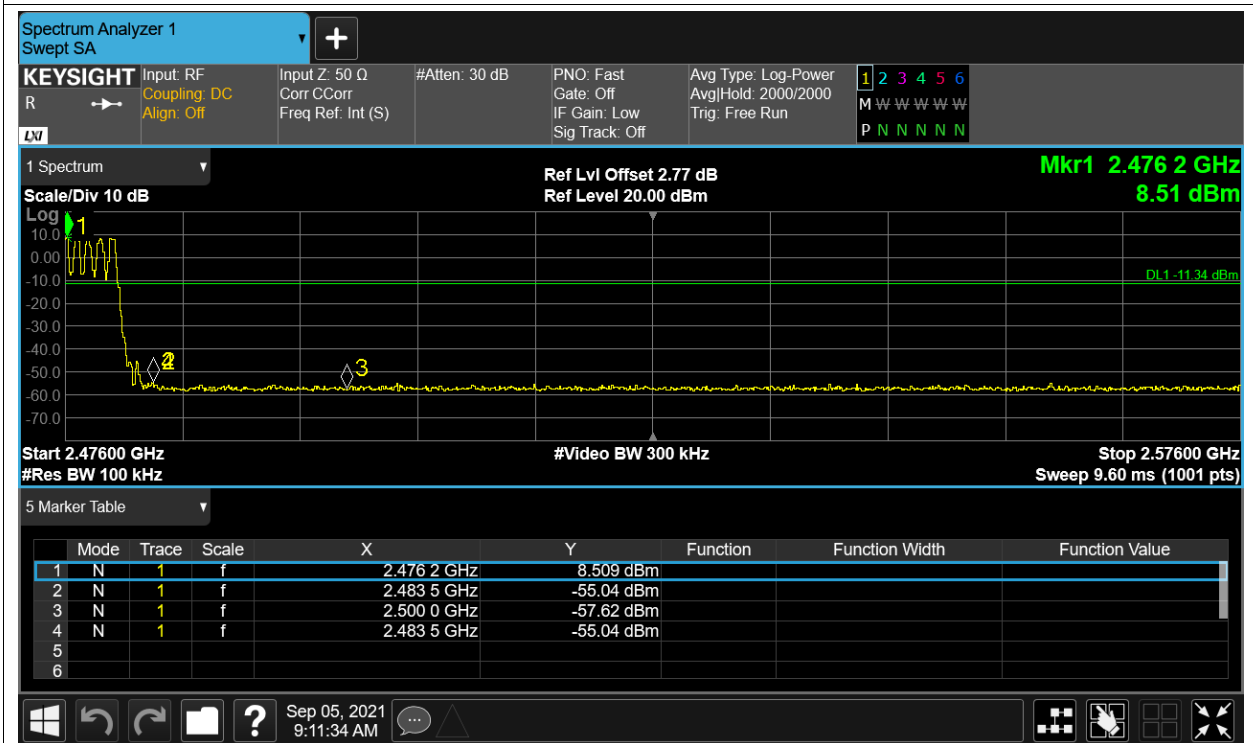 Spectrum Analyzer 1
Swept SA
+
KEYSIGHT Input: RF Input Z: 50 Ω #Atten: 30 dB PNO: Fast Avg Type: Log-Power 1 2 3 4 5 6
R Coupling: DC Corr CCorr Gate: Off Avg|Hold: 2000/2000 M W W W W W W
Align: Off Freq Ref: Int (S) IF Gain: Low Trig: Free Run
LXI Sig Track: Off P N N N N N N
1 Spectrum Ref Lvl Offset 2.77 dB Mkr1 2.476 2 GHz
Scale/Div 10 dB Ref Level 20.00 dBm 8.51 dBm
Log 1
10.0
0.00
-10.0 DL1 -11.34 dBm
-20.0
-30.0
-40.0 2
-50.0 3
-60.0
-70.0
Start 2.47600 GHz #Video BW 300 kHz Stop 2.57600 GHz
#Res BW 100 kHz Sweep 9.60 ms (1001 pts)
5 Marker Table
Mode Trace Scale X Y Function Function Width Function Value
1 N 1 f 2.476 2 GHz 8.509 dBm
2 N 1 f 2.483 5 GHz -55.04 dBm
3 N 1 f 2.500 0 GHz -57.62 dBm
4 N 1 f 2.483 5 GHz -55.04 dBm
5
6
? Sep 05, 2021
9:11:34 AM